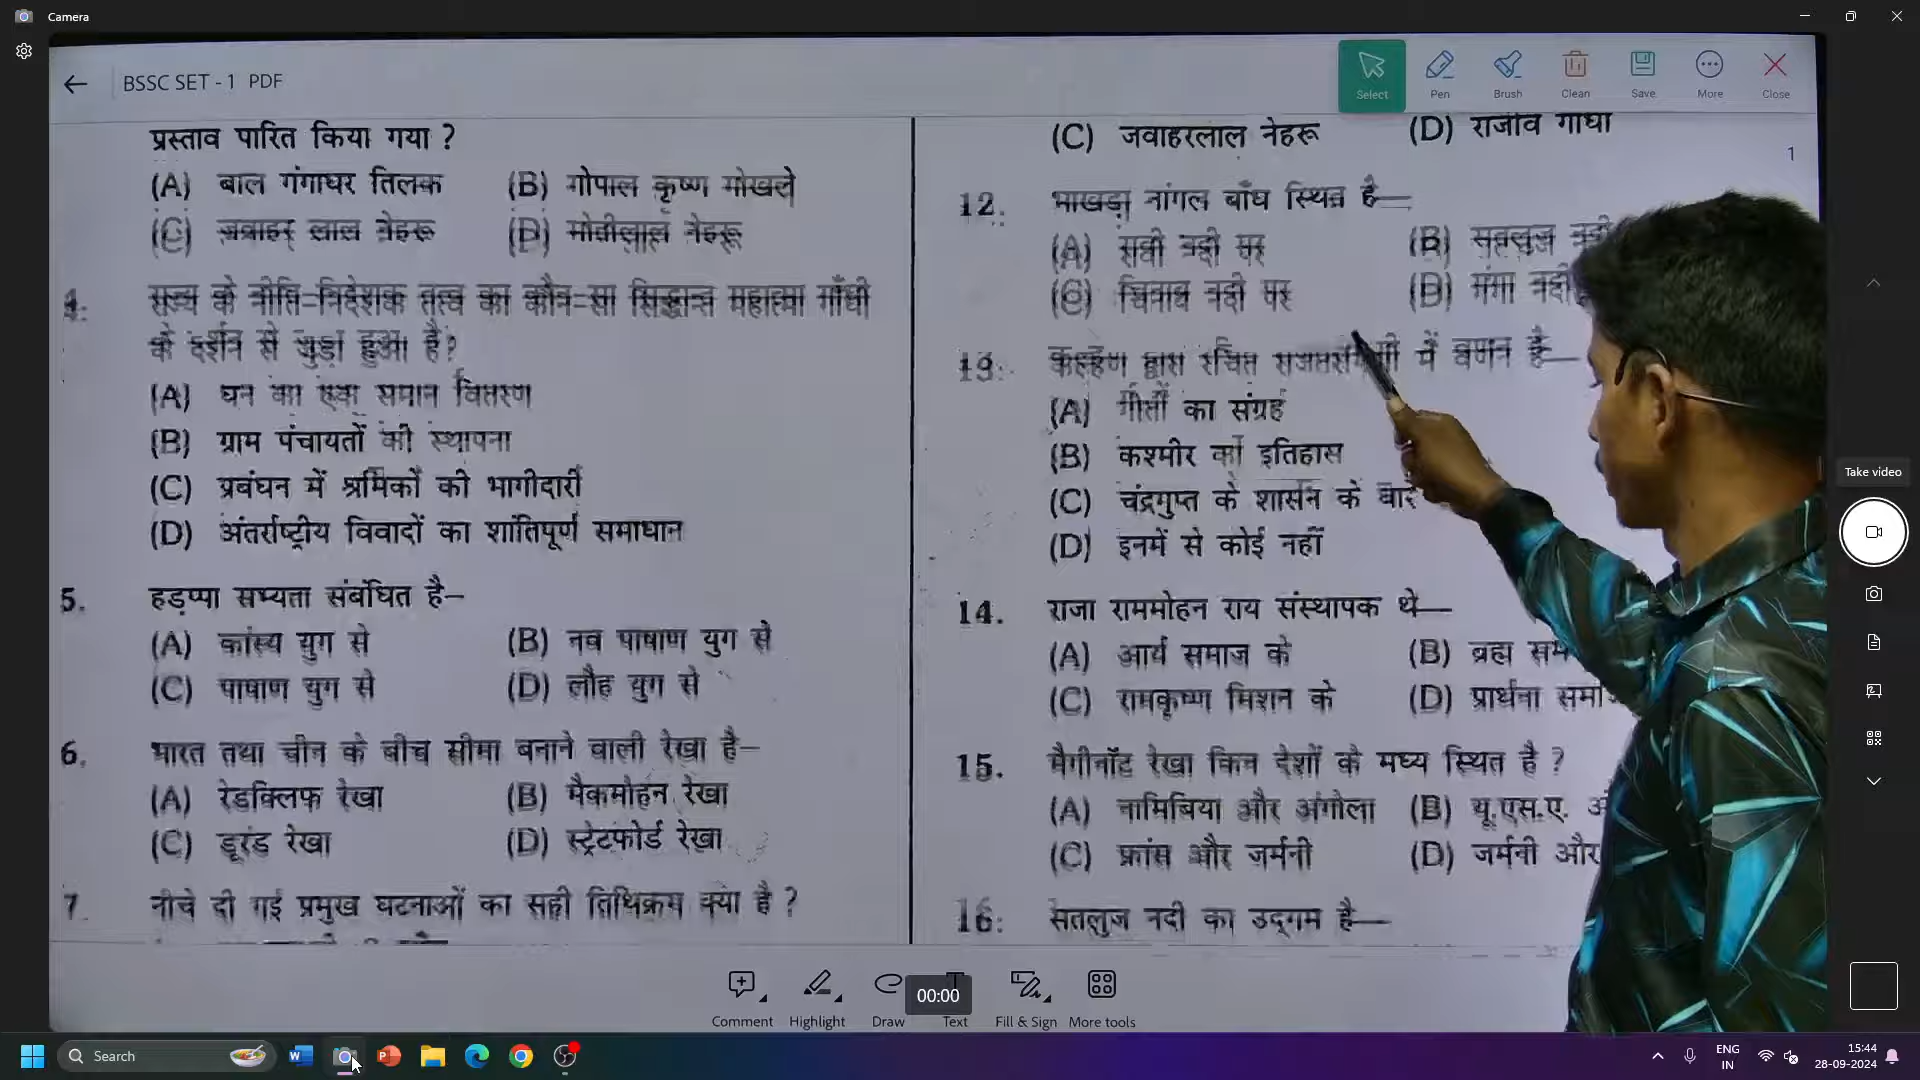 Camera
BSSC SET - 1 PDF
Select
Pen
Brush
Clean
Save
More
Close
1
प्रस्ताव पारित किया गया ?
(A) बाल गंगाधर तिलक (B) गोपाल कृष्ण गोखले
(C) जवाहर लाल नेहरू (D) मोतीलाल नेहरू
4. राज्य के नीति-निदेशक तत्व का कौन-सा सिद्धान्त महात्मा गाँधी
के दर्शन से जुड़ा हुआ है?
(A) धन का एक समान वितरण
(B) ग्राम पंचायतों की स्थापना
(C) प्रबंधन में श्रमिकों की भागीदारी
(D) अंतर्राष्ट्रीय विवादों का शांतिपूर्ण समाधान
5. हड़प्पा सभ्यता संबंधित है–
(A) कांस्य युग से (B) नव पाषाण युग से
(C) पाषाण युग से (D) लौह युग से
6. भारत तथा चीन के बीच सीमा बनाने वाली रेखा है–
(A) रेडक्लिफ रेखा (B) मैकमोहन रेखा
(C) डूरंड रेखा (D) स्ट्रेटफोर्ड रेखा
7. नीचे दी गई प्रमुख घटनाओं का सही तिथिक्रम क्या है ?
(C) जवाहरलाल नेहरू (D) राजीव गांधी
12. भाखड़ा नांगल बाँध स्थित है—
(A) रावी नदी पर (B) सतलुज नदी
(C) चिनाब नदी पर (D) गंगा नदी
13. कल्हण द्वारा रचित में वर्णन है—
(A) गीतों का संग्रह
(B) कश्मीर का इतिहास
(C) चंद्रगुप्त के शासन के बारे
(D) इनमें से कोई नहीं
14. राजा राममोहन राय संस्थापक थे—
(A) आर्य समाज के (B) ब्रह्म
(C) रामकृष्ण मिशन के (D) प्रार्थना
15. मैगीनॉट रेखा किन देशों के मध्य स्थित है ?
(A) नामिबिया और अंगोला (B) यू.एस.ए.
(C) फ्रांस और जर्मनी (D) जर्मनी और
16. सतलुज नदी का उद्गम है—
Take video
00:00
Comment
Highlight
Draw
Text
Fill & Sign
More tools
Search
ENG
IN
15:44
28-09-2024